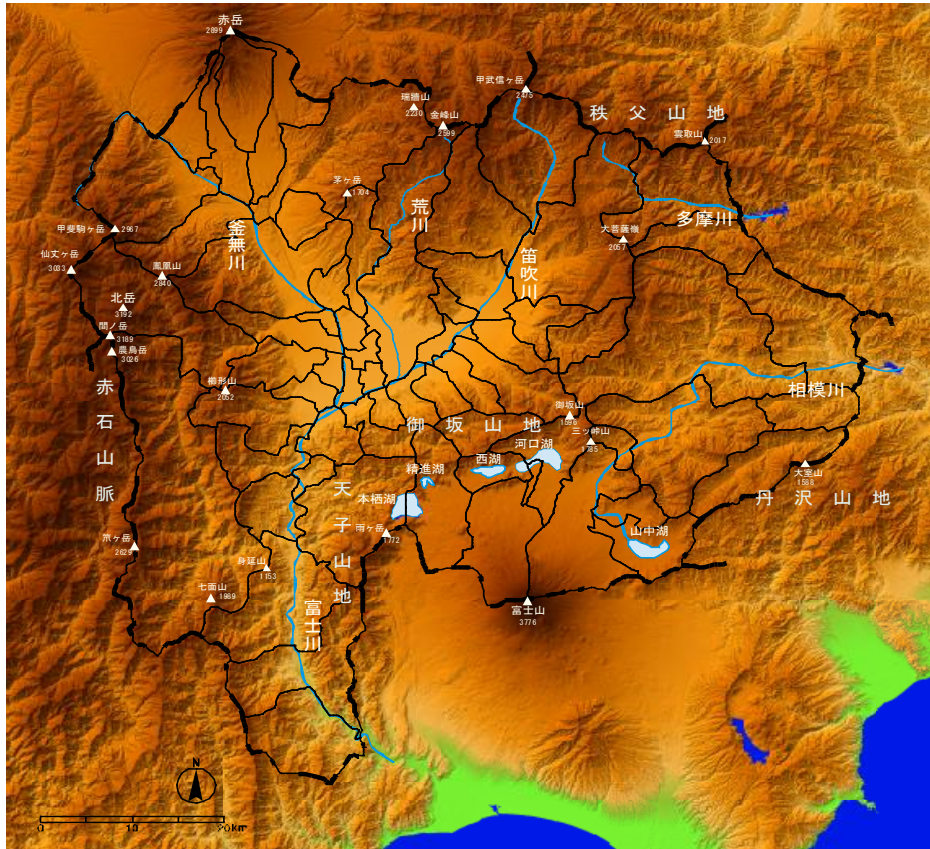 赤岳
2899
甲武信ヶ岳
2475
瑞牆山
2230
金峰山
2599
秩父山地
雲取山
2017
茅ヶ岳
1704
荒川
多摩川
大菩薩嶺
2057
甲斐駒ヶ岳
2967
釜無川
笛吹川
仙丈ヶ岳
3033
鳳凰山
2840
北岳
3192
間ノ岳
3189
農鳥岳
3026
櫛形山
2052
赤石山脈
相模川
御坂山
1596
御坂山地
三ッ峠山
1785
河口湖
西湖
精進湖
本栖湖
天子山地
大室山
1588
丹沢山地
雨ヶ岳
1772
山中湖
笊ヶ岳
2629
身延山
1153
七面山
1989
富士川
富士山
3776
N
0 10 20km